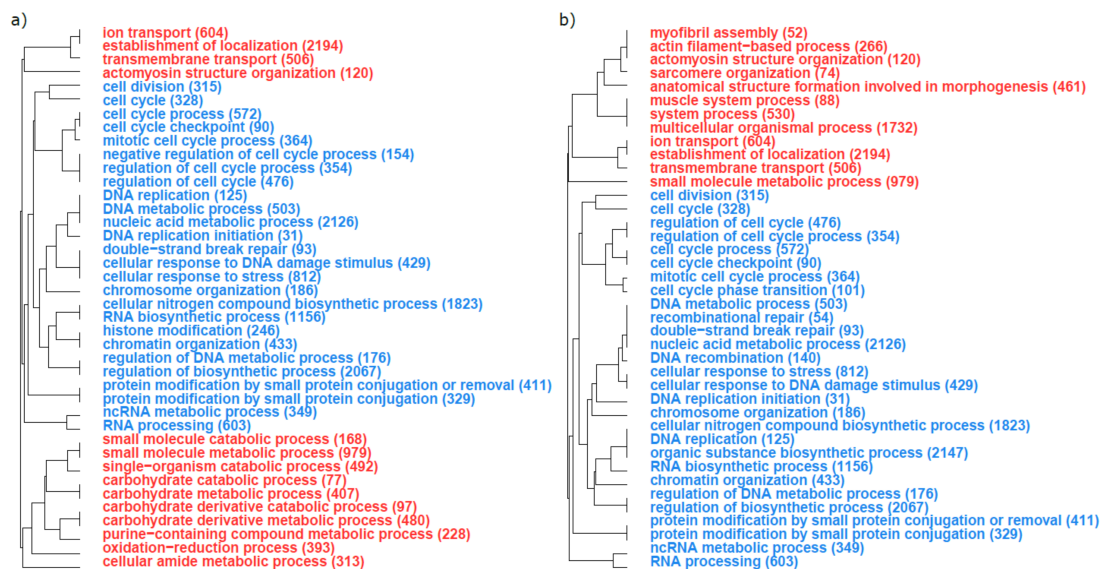 a)
ion transport (604)
establishment of localization (2194)
transmembrane transport (506)
actomyosin structure organization (120)
cell division (315)
cell cycle (328)
cell cycle process (572)
cell cycle checkpoint (90)
mitotic cell cycle process (364)
negative regulation of cell cycle process (154)
regulation of cell cycle process (354)
regulation of cell cycle (476)
DNA replication (125)
DNA metabolic process (503)
nucleic acid metabolic process (2126)
DNA replication initiation (31)
double−strand break repair (93)
cellular response to DNA damage stimulus (429)
cellular response to stress (812)
chromosome organization (186)
cellular nitrogen compound biosynthetic process (1823)
RNA biosynthetic process (1156)
histone modification (246)
chromatin organization (433)
regulation of DNA metabolic process (176)
regulation of biosynthetic process (2067)
protein modification by small protein conjugation or removal (411)
protein modification by small protein conjugation (329)
ncRNA metabolic process (349)
RNA processing (603)
small molecule catabolic process (168)
small molecule metabolic process (979)
single−organism catabolic process (492)
carbohydrate catabolic process (77)
carbohydrate metabolic process (407)
carbohydrate derivative catabolic process (97)
carbohydrate derivative metabolic process (480)
purine−containing compound metabolic process (228)
oxidation−reduction process (393)
cellular amide metabolic process (313)
b)
myofibril assembly (52)
actin filament−based process (266)
actomyosin structure organization (120)
sarcomere organization (74)
anatomical structure formation involved in morphogenesis (461)
muscle system process (88)
system process (530)
multicellular organismal process (1732)
ion transport (604)
establishment of localization (2194)
transmembrane transport (506)
small molecule metabolic process (979)
cell division (315)
cell cycle (328)
regulation of cell cycle (476)
regulation of cell cycle process (354)
cell cycle process (572)
cell cycle checkpoint (90)
mitotic cell cycle process (364)
cell cycle phase transition (101)
DNA metabolic process (503)
recombinational repair (54)
double−strand break repair (93)
nucleic acid metabolic process (2126)
DNA recombination (140)
cellular response to stress (812)
cellular response to DNA damage stimulus (429)
DNA replication initiation (31)
chromosome organization (186)
cellular nitrogen compound biosynthetic process (1823)
DNA replication (125)
organic substance biosynthetic process (2147)
RNA biosynthetic process (1156)
chromatin organization (433)
regulation of DNA metabolic process (176)
regulation of biosynthetic process (2067)
protein modification by small protein conjugation or removal (411)
protein modification by small protein conjugation (329)
ncRNA metabolic process (349)
RNA processing (603)